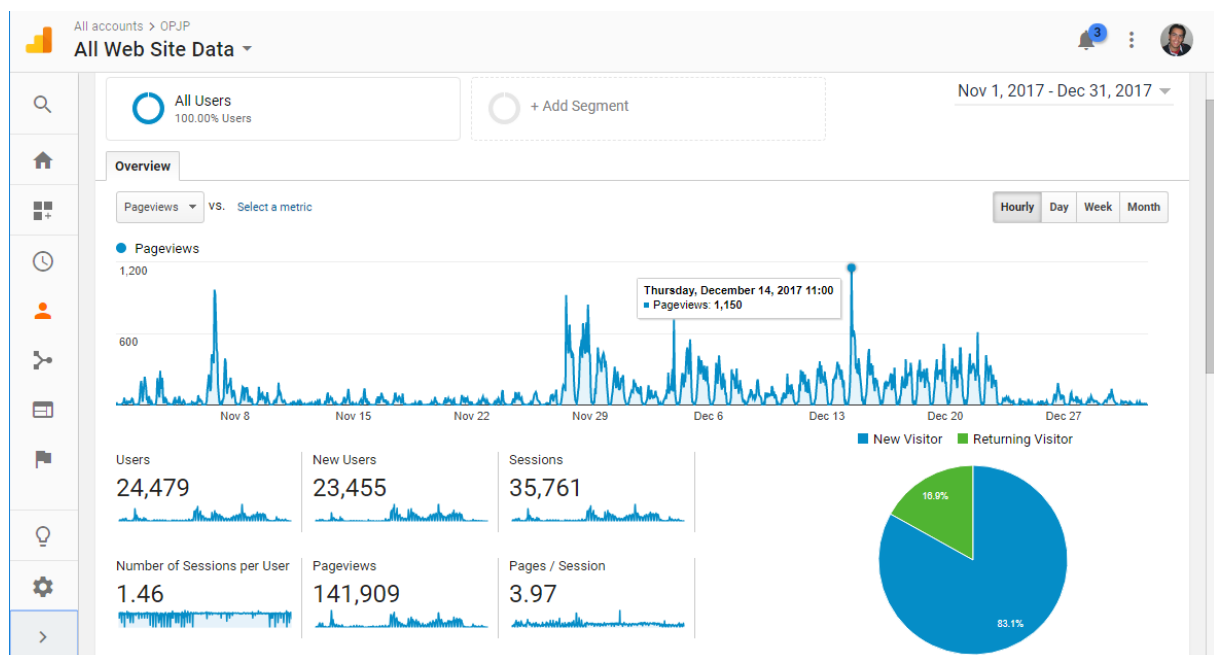 All accounts > OPJP
All Web Site Data
3
All Users
100.00% Users
+ Add Segment
Nov 1, 2017 - Dec 31, 2017
Overview
Pageviews
VS.
Select a metric
Hourly
Day
Week
Month
Pageviews
1,200
Thursday, December 14, 2017 11:00
Pageviews: 1,150
600
Nov 8
Nov 15
Nov 22
Nov 29
Dec 6
Dec 13
Dec 20
Dec 27
New Visitor
Returning Visitor
Users
24,479
New Users
23,455
Sessions
35,761
Number of Sessions per User
1.46
Pageviews
141,909
Pages / Session
3.97
16.9%
83.1%